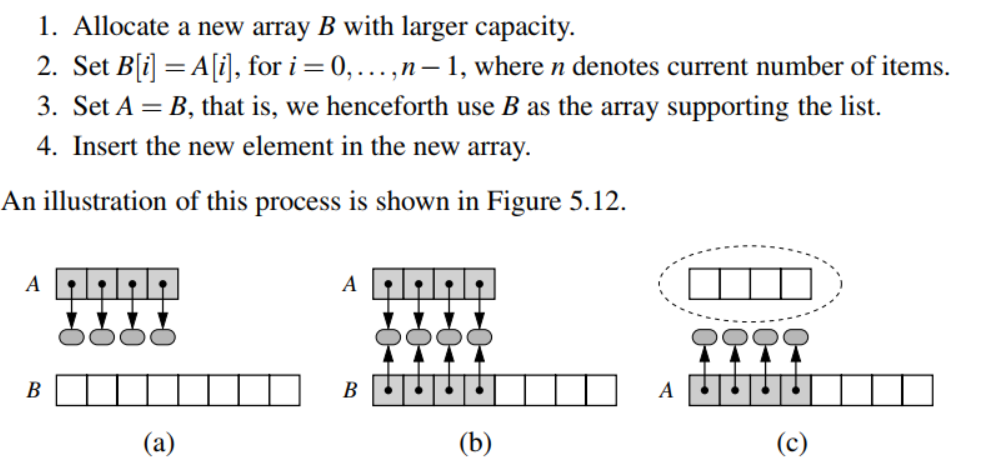 1. Allocate a new array B with larger capacity.
2. Set B[i] = A[i], for i = 0,...,n − 1, where n denotes current number of items.
3. Set A = B, that is, we henceforth use B as the array supporting the list.
4. Insert the new element in the new array.
An illustration of this process is shown in Figure 5.12.
A A
B B A
(a) (b) (c)